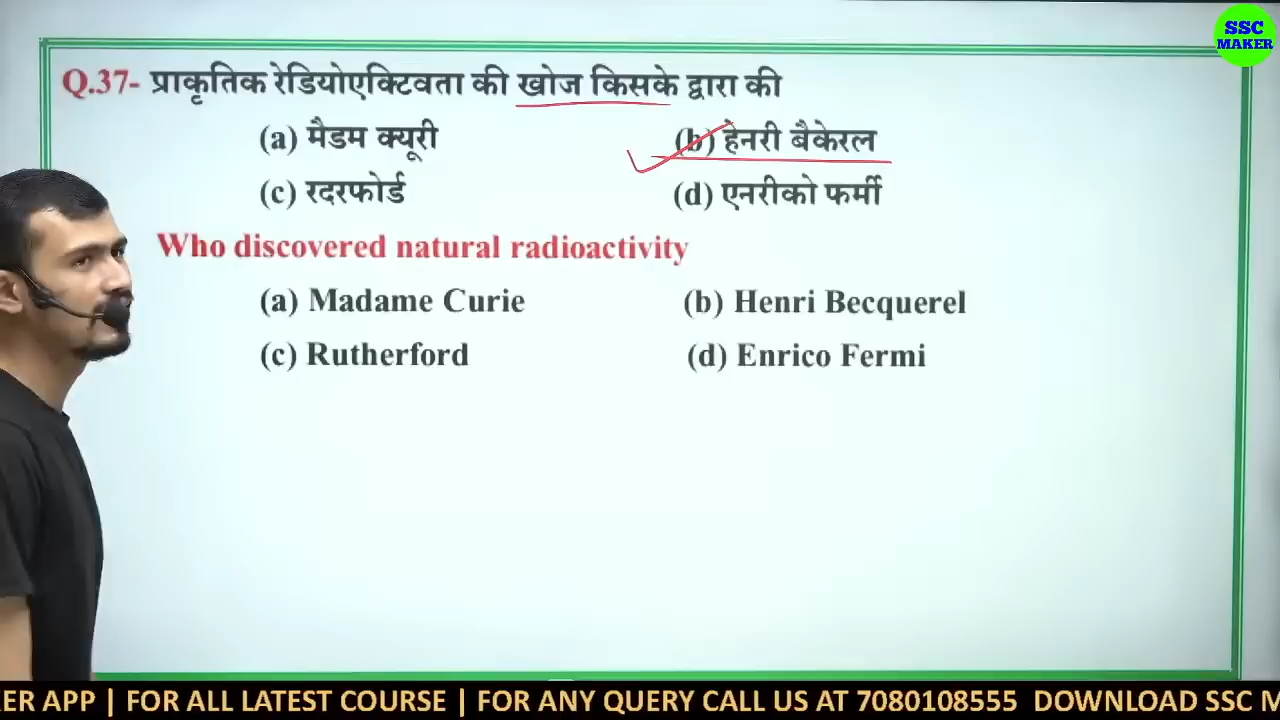 SSC
MAKER
Q.37- प्राकृतिक रेडियोएक्टिवता की खोज किसके द्वारा की
(a) मैडम क्यूरी (b) हेनरी बैकेरल
(c) रदरफोर्ड (d) एनरीको फर्मी
Who discovered natural radioactivity
(a) Madame Curie (b) Henri Becquerel
(c) Rutherford (d) Enrico Fermi
ER APP | FOR ALL LATEST COURSE | FOR ANY QUERY CALL US AT 7080108555 DOWNLOAD SSC M